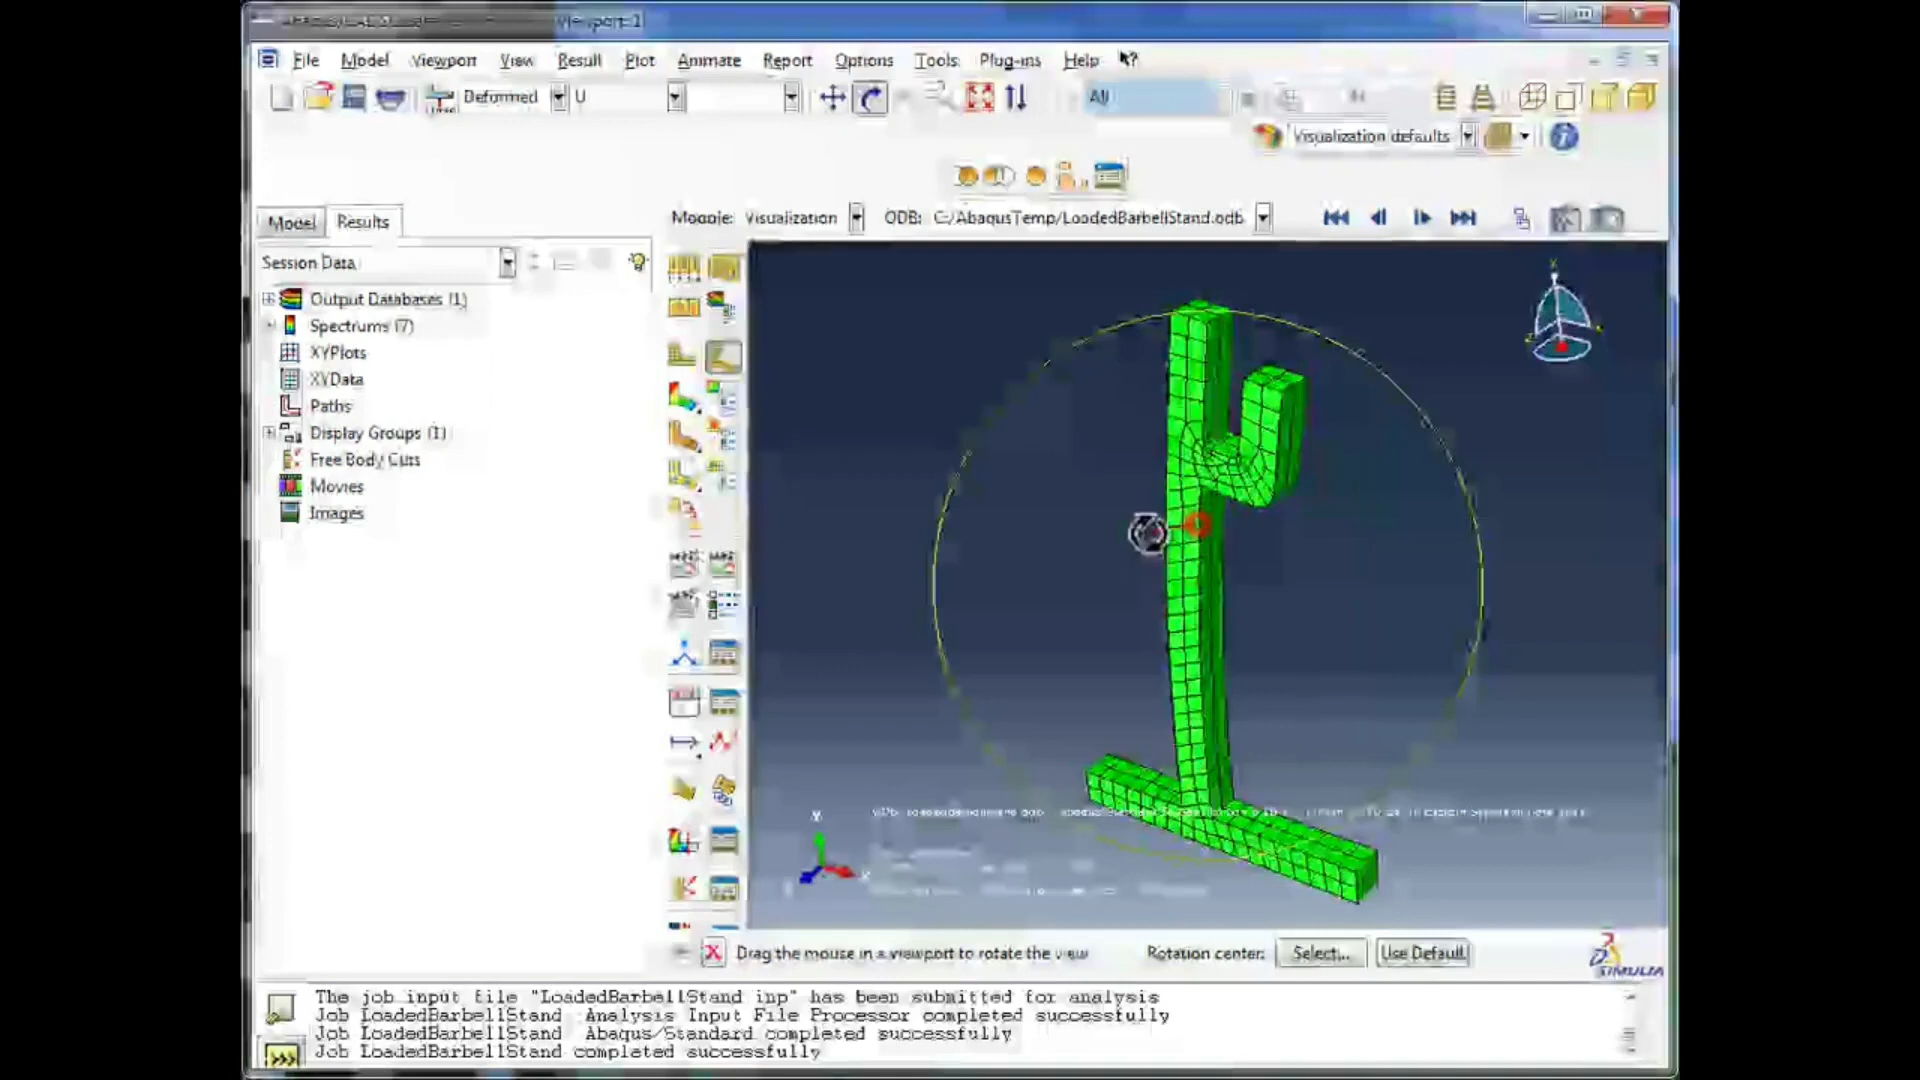 Viewport: 1
File Model Viewport View Result Plot Animate Report Options Tools Plug-ins Help
Deformed U All
Visualization defaults
Model Results Module: Visualization ODB: C:/AbaqusTemp/LoadedBarbellStand.odb
Session Data
Output Databases (1)
Spectrums (7)
XYPlots
XYData
Paths
Display Groups (1)
Free Body Cuts
Movies
Images
Y
X
Drag the mouse in a viewport to rotate the view Rotation center: Select... Use Default
SIMULIA
The job input file "LoadedBarbellStand inp" has been submitted for analysis
Job LoadedBarbellStand Analysis Input File Processor completed successfully
Job LoadedBarbellStand Abaqus/Standard completed successfully
Job LoadedBarbellStand completed successfully
>>>